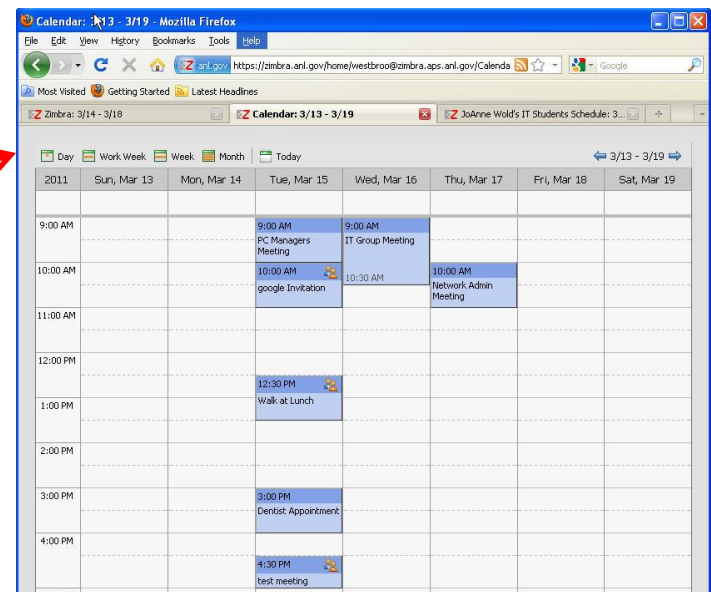 Calendar: 3/13 - 3/19 - Mozilla Firefox
File Edit View History Bookmarks Tools Help
anl.gov https://zimbra.anl.gov/home/westbroo@zimbra.aps.anl.gov/Calenda Google
Most Visited Getting Started Latest Headlines
Zimbra: 3/14 - 3/18 Calendar: 3/13 - 3/19 JoAnne Wold's IT Students Schedule: 3...
Day Work Week Week Month Today 3/13 - 3/19
2011 Sun, Mar 13 Mon, Mar 14 Tue, Mar 15 Wed, Mar 16 Thu, Mar 17 Fri, Mar 18 Sat, Mar 19
9:00 AM 9:00 AM 9:00 AM
PC Managers IT Group Meeting
Meeting
10:00 AM 10:00 AM 10:30 AM 10:00 AM
google Invitation Network Admin
Meeting
11:00 AM
12:00 PM
12:30 PM
Walk at Lunch
1:00 PM
2:00 PM
3:00 PM 3:00 PM
Dentist Appointment
4:00 PM
4:30 PM
test meeting